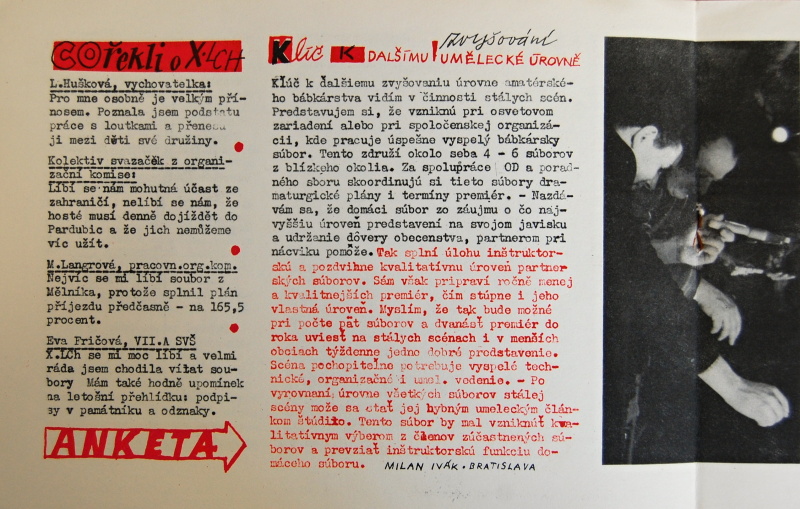 CO řekli o X.LCH
L.Hušková, vychovatelka:
Pro mne osobně je velkým pří-
nosem. Poznala jsem podstatu
práce s loutkami a přenesu
ji mezi děti své družiny.
Kolektiv svazaček z organi-
zační komise:
Líbí se nám mohutná účast ze
zahraničí, nelíbí se nám, že
hosté musí denně dojíždět do
Pardubic a že jich nemůžeme
víc užít.
M.Langrová, pracovn.org.kom.
Nejvíc se mi líbí soubor z
Mělníka, protože splnil plán
příjezdu předčasně - na 165,5
procent.
Eva Fričová, VII.A SVŠ
X.LCh se mi moc líbí a velmi
ráda jsem chodila vítat sou-
bory Mám také hodně upomínek
na letošní přehlídku: podpi-
sy v památníku a odznaky.
ANKETA
Klíč K DALŠÍMU zvyšování
UMĚLECKÉ ÚROVNĚ
Kĺúč k ďalšiemu zvyšovaniu úrovne amatérské-
ho bábkárstva vidím v činnosti stálých scén.
Predstavujem si, že vzniknú pri osvetovom
zariadení alebo pri spoločenskej organizá-
cii, kde pracuje úspešne vyspelý bábkársky
súbor. Tento združí okolo seba 4 - 6 súborov
z blízkeho okolia. Za spolupráce OD a porad-
ného sboru skoordinujú si tieto súbory dra-
maturgické plány i termíny premiér. - Nazdá-
vám sa, že domáci súbor zo záujmu o čo naj-
vyššiu úroveň predstavení na svojom javisku
a udržanie dôvery obecenstva, partnerom pri
nácviku pomôže. Tak splní úlohu inštruktor-
skú a pozdvihne kvalitatívnu úroveň partner
ských súborov. Sám však pripraví ročně menej
a kvalitnejších premiér, čím stúpne i jeho
vlastná úroveň. Myslím, že tak bude možné
pri počte päť súborov a dvanásť premiér do
roka uviesť na stálych scénach i v menších
obciach týždenne jedno dobré predstavenie.
Scéna pochopiteľne potrebuje vyspelé tech-
nické, organizačné i umel. vedenie. - Po
vyrovnaní úrovne všetkých súborov stálej
scény može sa stať jej hybným umeleckým člán-
kom štúdio. Tento súbor by mal vzniknúť kva-
litatívnym výberom z členov zúčastnených sú-
borov a prevziať inštruktorskú funkciu do-
máceho súboru. MILAN IVÁK. BRATISLAVA